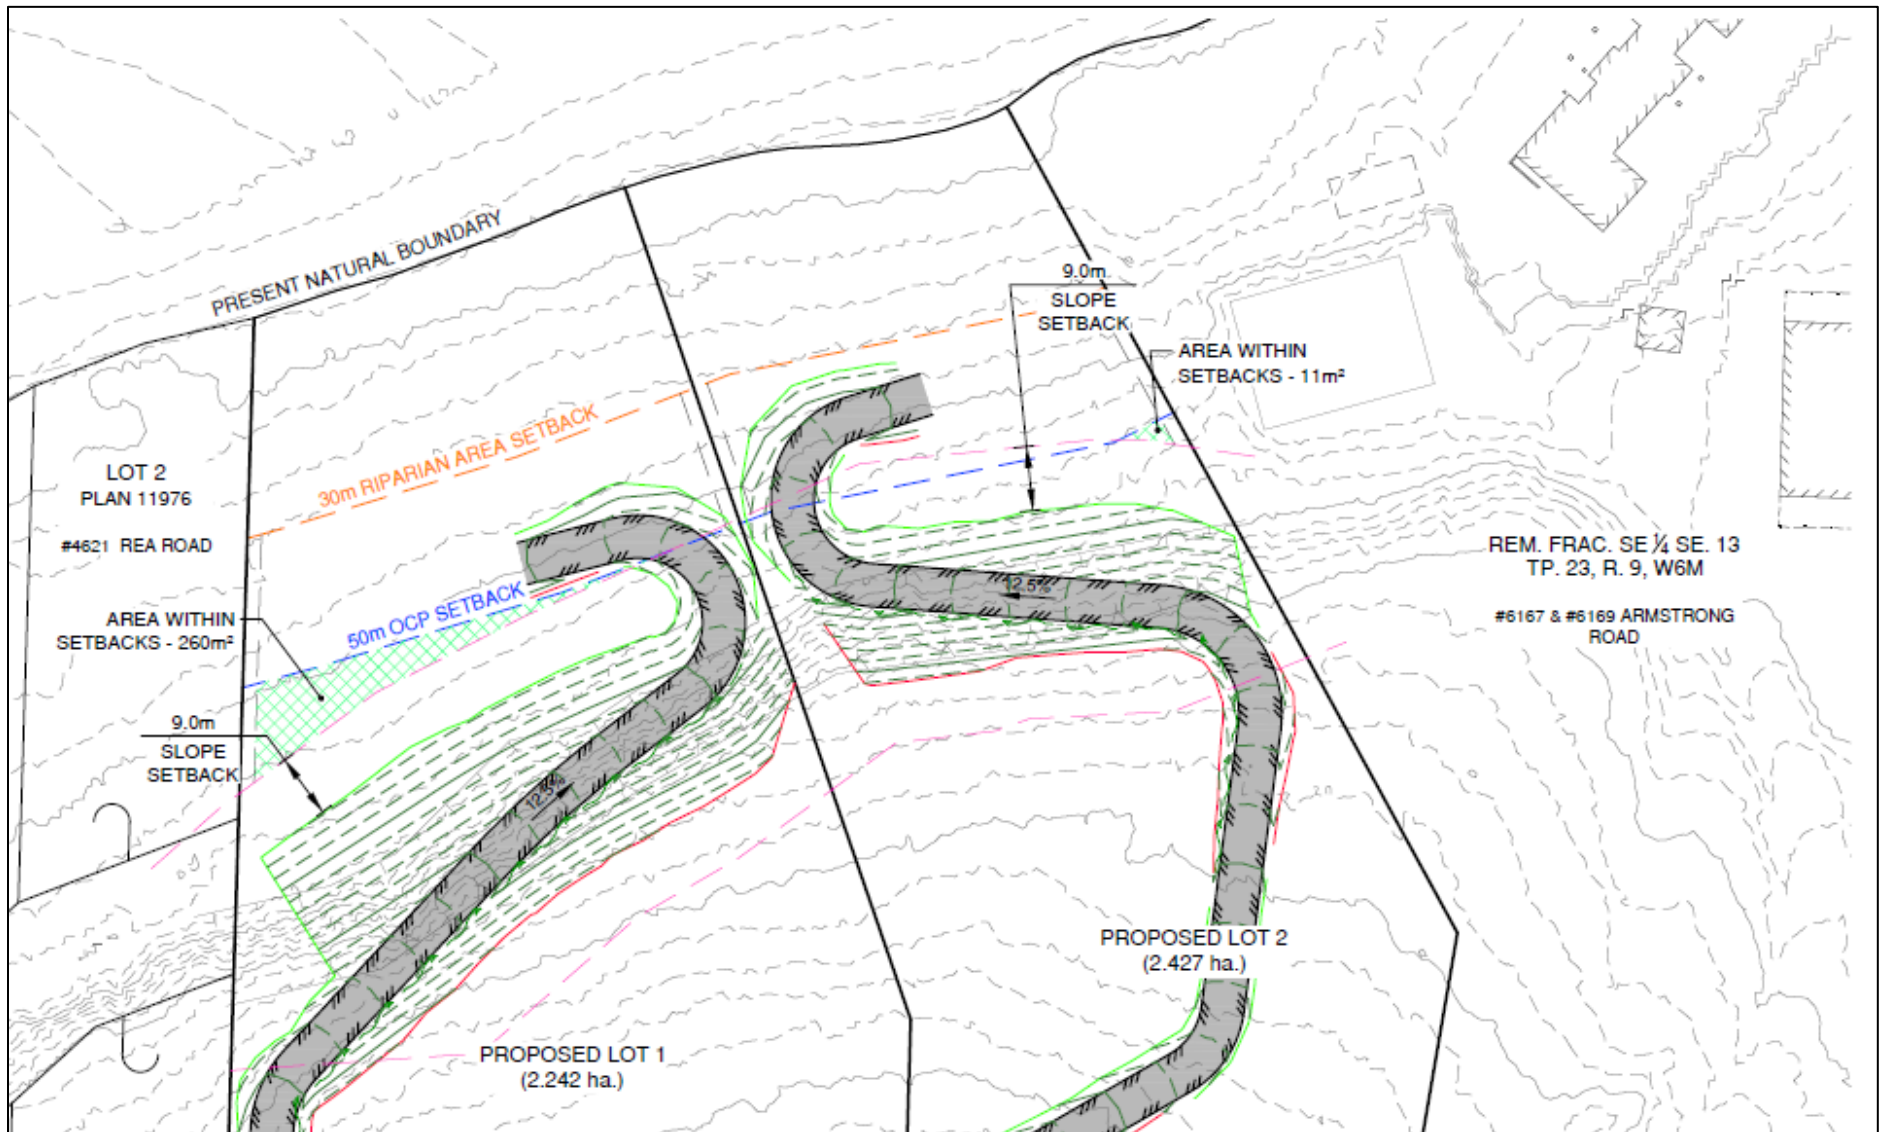 PRESENT NATURAL BOUNDARY
9.0m
SLOPE
SETBACK
AREA WITHIN
SETBACKS - 11m²
30m RIPARIAN AREA SETBACK
LOT 2
PLAN 11976
#4621 REA ROAD
REM. FRAC. SE ¼ SE. 13
TP. 23, R. 9, W6M
#6167 & #6169 ARMSTRONG
ROAD
12.5%
50m OCP SETBACK
AREA WITHIN
SETBACKS - 260m²
9.0m
SLOPE
SETBACK
12.5%
20
PROPOSED LOT 2
(2.427 ha.)
PROPOSED LOT 1
(2.242 ha.)